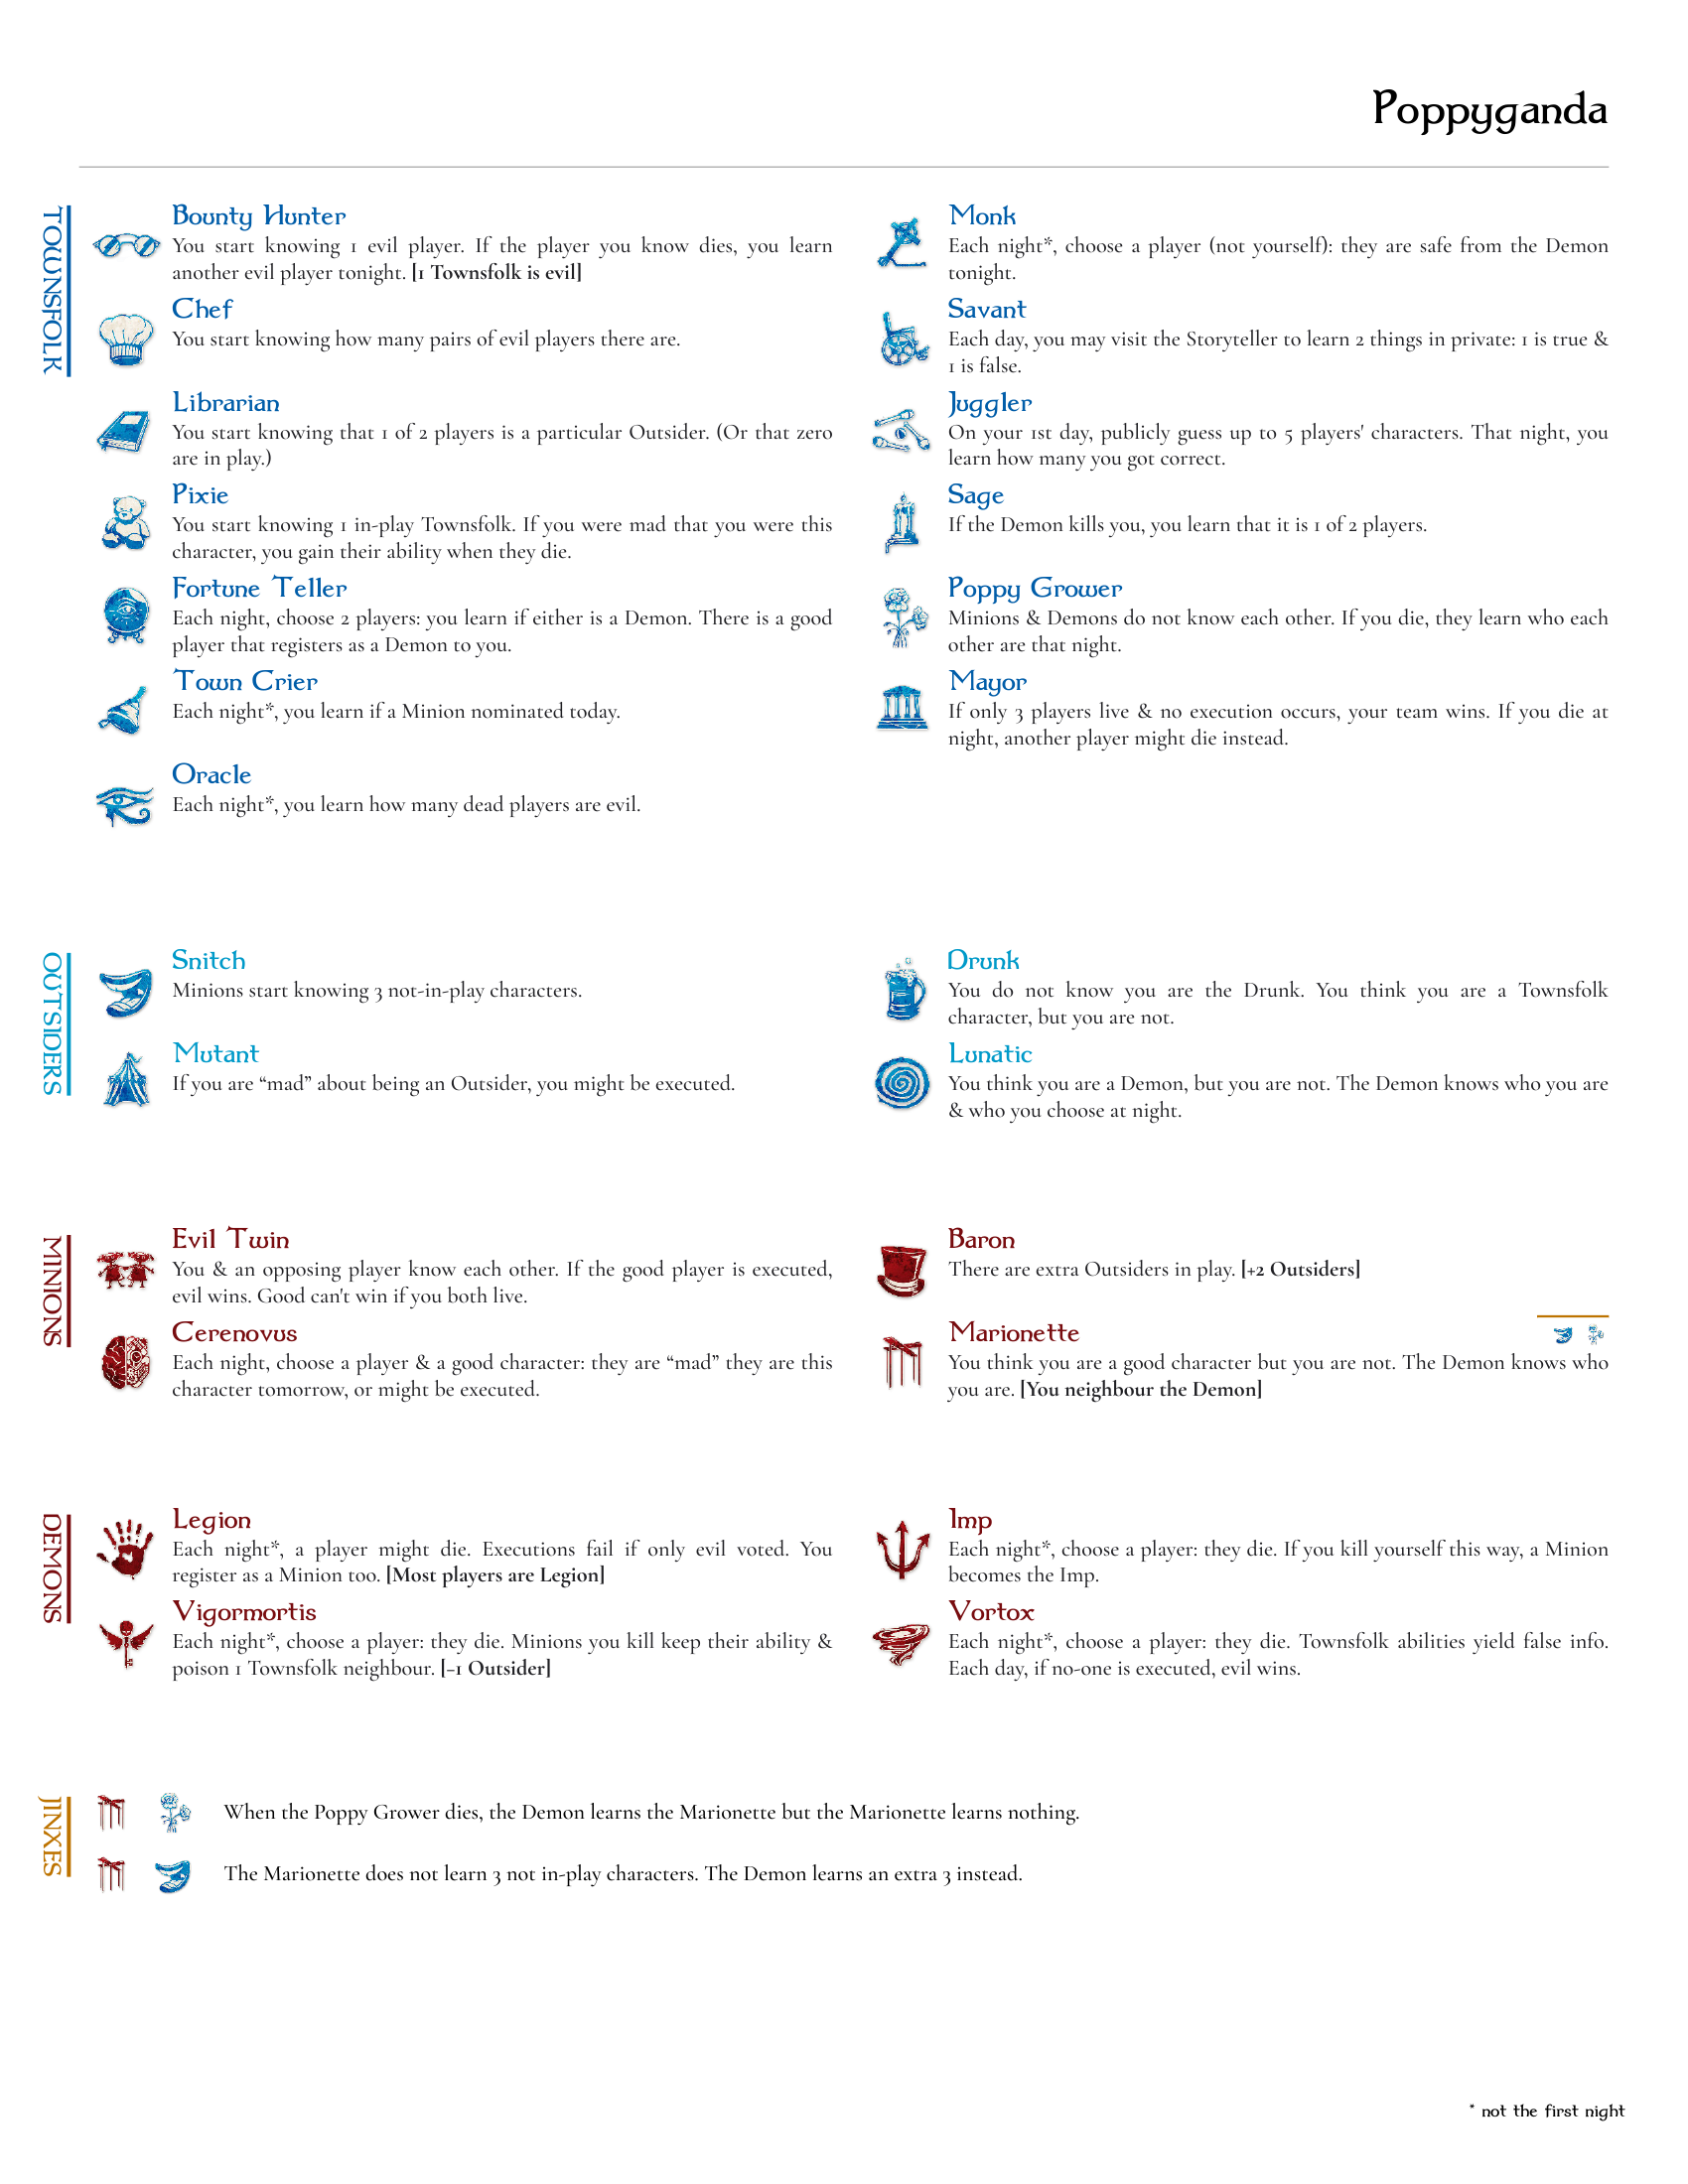 Poppyganda
TOWNSFOLK
Bounty Hunter
You start knowing 1 evil player. If the player you know dies, you learn
another evil player tonight. [1 Townsfolk is evil]
Chef
You start knowing how many pairs of evil players there are.
Librarian
You start knowing that 1 of 2 players is a particular Outsider. (Or that zero
are in play.)
Pixie
You start knowing 1 in-play Townsfolk. If you were mad that you were this
character, you gain their ability when they die.
Fortune Teller
Each night, choose 2 players: you learn if either is a Demon. There is a good
player that registers as a Demon to you.
Town Crier
Each night*, you learn if a Minion nominated today.
Oracle
Each night*, you learn how many dead players are evil.
Monk
Each night*, choose a player (not yourself): they are safe from the Demon
tonight.
Savant
Each day, you may visit the Storyteller to learn 2 things in private: 1 is true &
1 is false.
Juggler
On your 1st day, publicly guess up to 5 players' characters. That night, you
learn how many you got correct.
Sage
If the Demon kills you, you learn that it is 1 of 2 players.
Poppy Grower
Minions & Demons do not know each other. If you die, they learn who each
other are that night.
Mayor
If only 3 players live & no execution occurs, your team wins. If you die at
night, another player might die instead.
OUTSIDERS
Snitch
Minions start knowing 3 not-in-play characters.
Mutant
If you are “mad” about being an Outsider, you might be executed.
Drunk
You do not know you are the Drunk. You think you are a Townsfolk
character, but you are not.
Lunatic
You think you are a Demon, but you are not. The Demon knows who you are
& who you choose at night.
MINIONS
Evil Twin
You & an opposing player know each other. If the good player is executed,
evil wins. Good can't win if you both live.
Cerenovus
Each night, choose a player & a good character: they are “mad” they are this
character tomorrow, or might be executed.
Baron
There are extra Outsiders in play. [+2 Outsiders]
Marionette
You think you are a good character but you are not. The Demon knows who
you are. [You neighbour the Demon]
DEMONS
Legion
Each night*, a player might die. Executions fail if only evil voted. You
register as a Minion too. [Most players are Legion]
Vigormortis
Each night*, choose a player: they die. Minions you kill keep their ability &
poison 1 Townsfolk neighbour. [-1 Outsider]
Imp
Each night*, choose a player: they die. If you kill yourself this way, a Minion
becomes the Imp.
Vortox
Each night*, choose a player: they die. Townsfolk abilities yield false info.
Each day, if no-one is executed, evil wins.
JINXES
When the Poppy Grower dies, the Demon learns the Marionette but the Marionette learns nothing.
The Marionette does not learn 3 not in-play characters. The Demon learns an extra 3 instead.
* not the first night